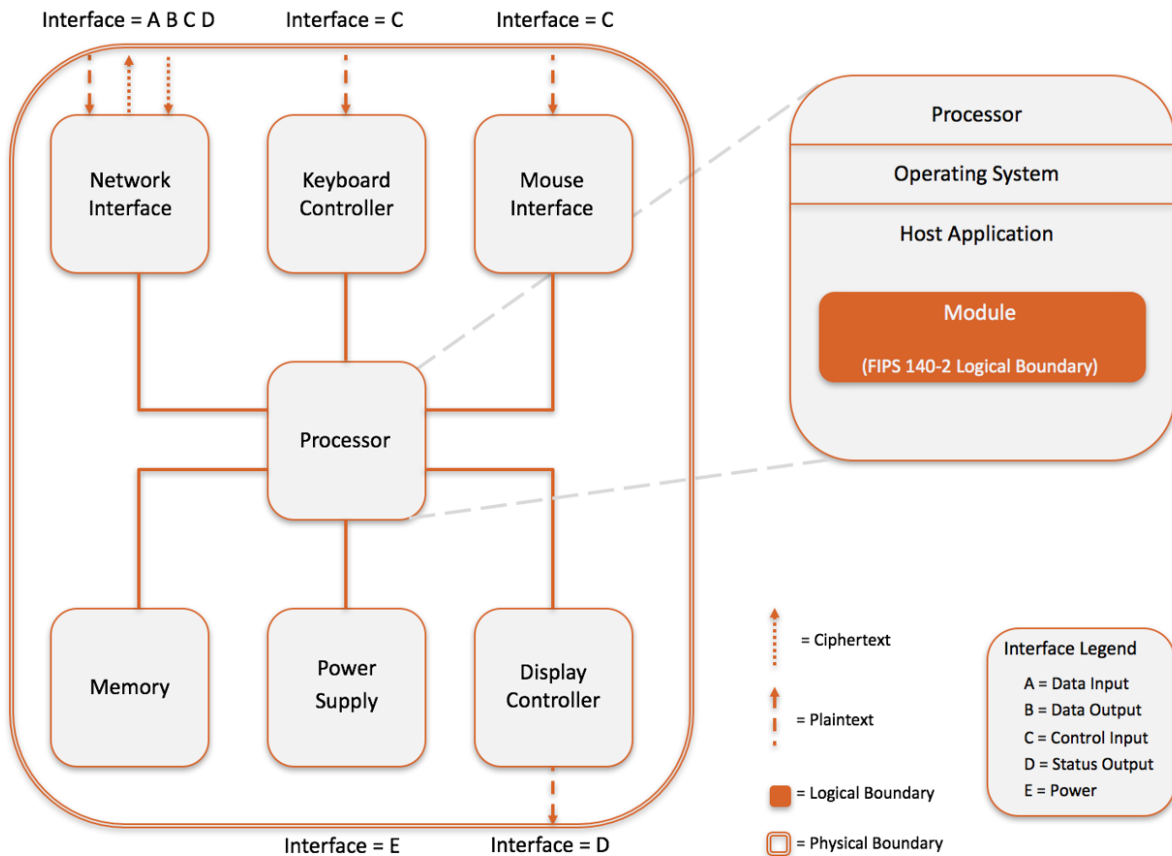 Interface = A B C D
Interface = C
Interface = C
Network
Interface
Keyboard
Controller
Mouse
Interface
Processor
Memory
Power
Supply
Display
Controller
Interface = E
Interface = D
Processor
Operating System
Host Application
Module
(FIPS 140-2 Logical Boundary)
= Ciphertext
= Plaintext
= Logical Boundary
= Physical Boundary
Interface Legend
A = Data Input
B = Data Output
C = Control Input
D = Status Output
E = Power